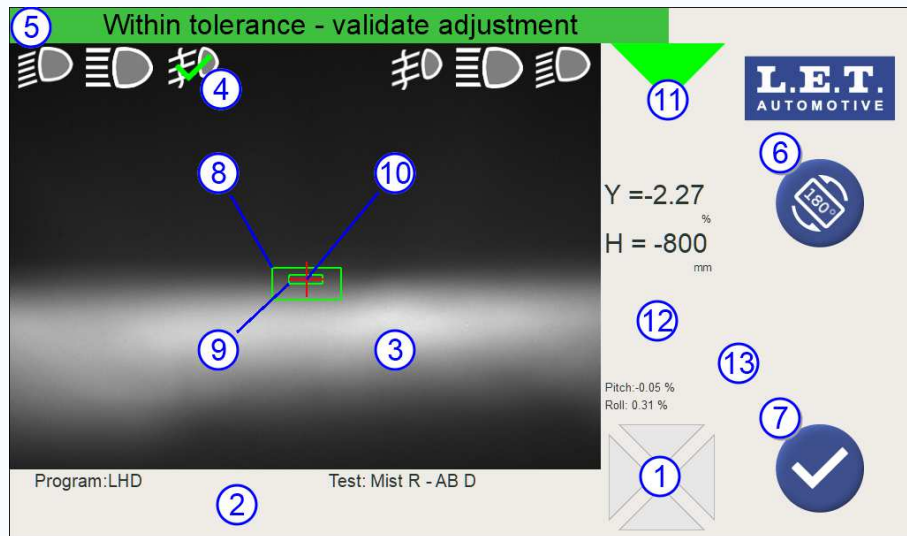 5 Within tolerance - validate adjustment
4
11
L.E.T.
AUTOMOTIVE
6
180°
8
10
Y =-2.27
%
H = -800
mm
12
9
3
13
Pitch:-0.05 %
Roll: 0.31 %
7
1
Program:LHD
Test: Mist R - AB D
2